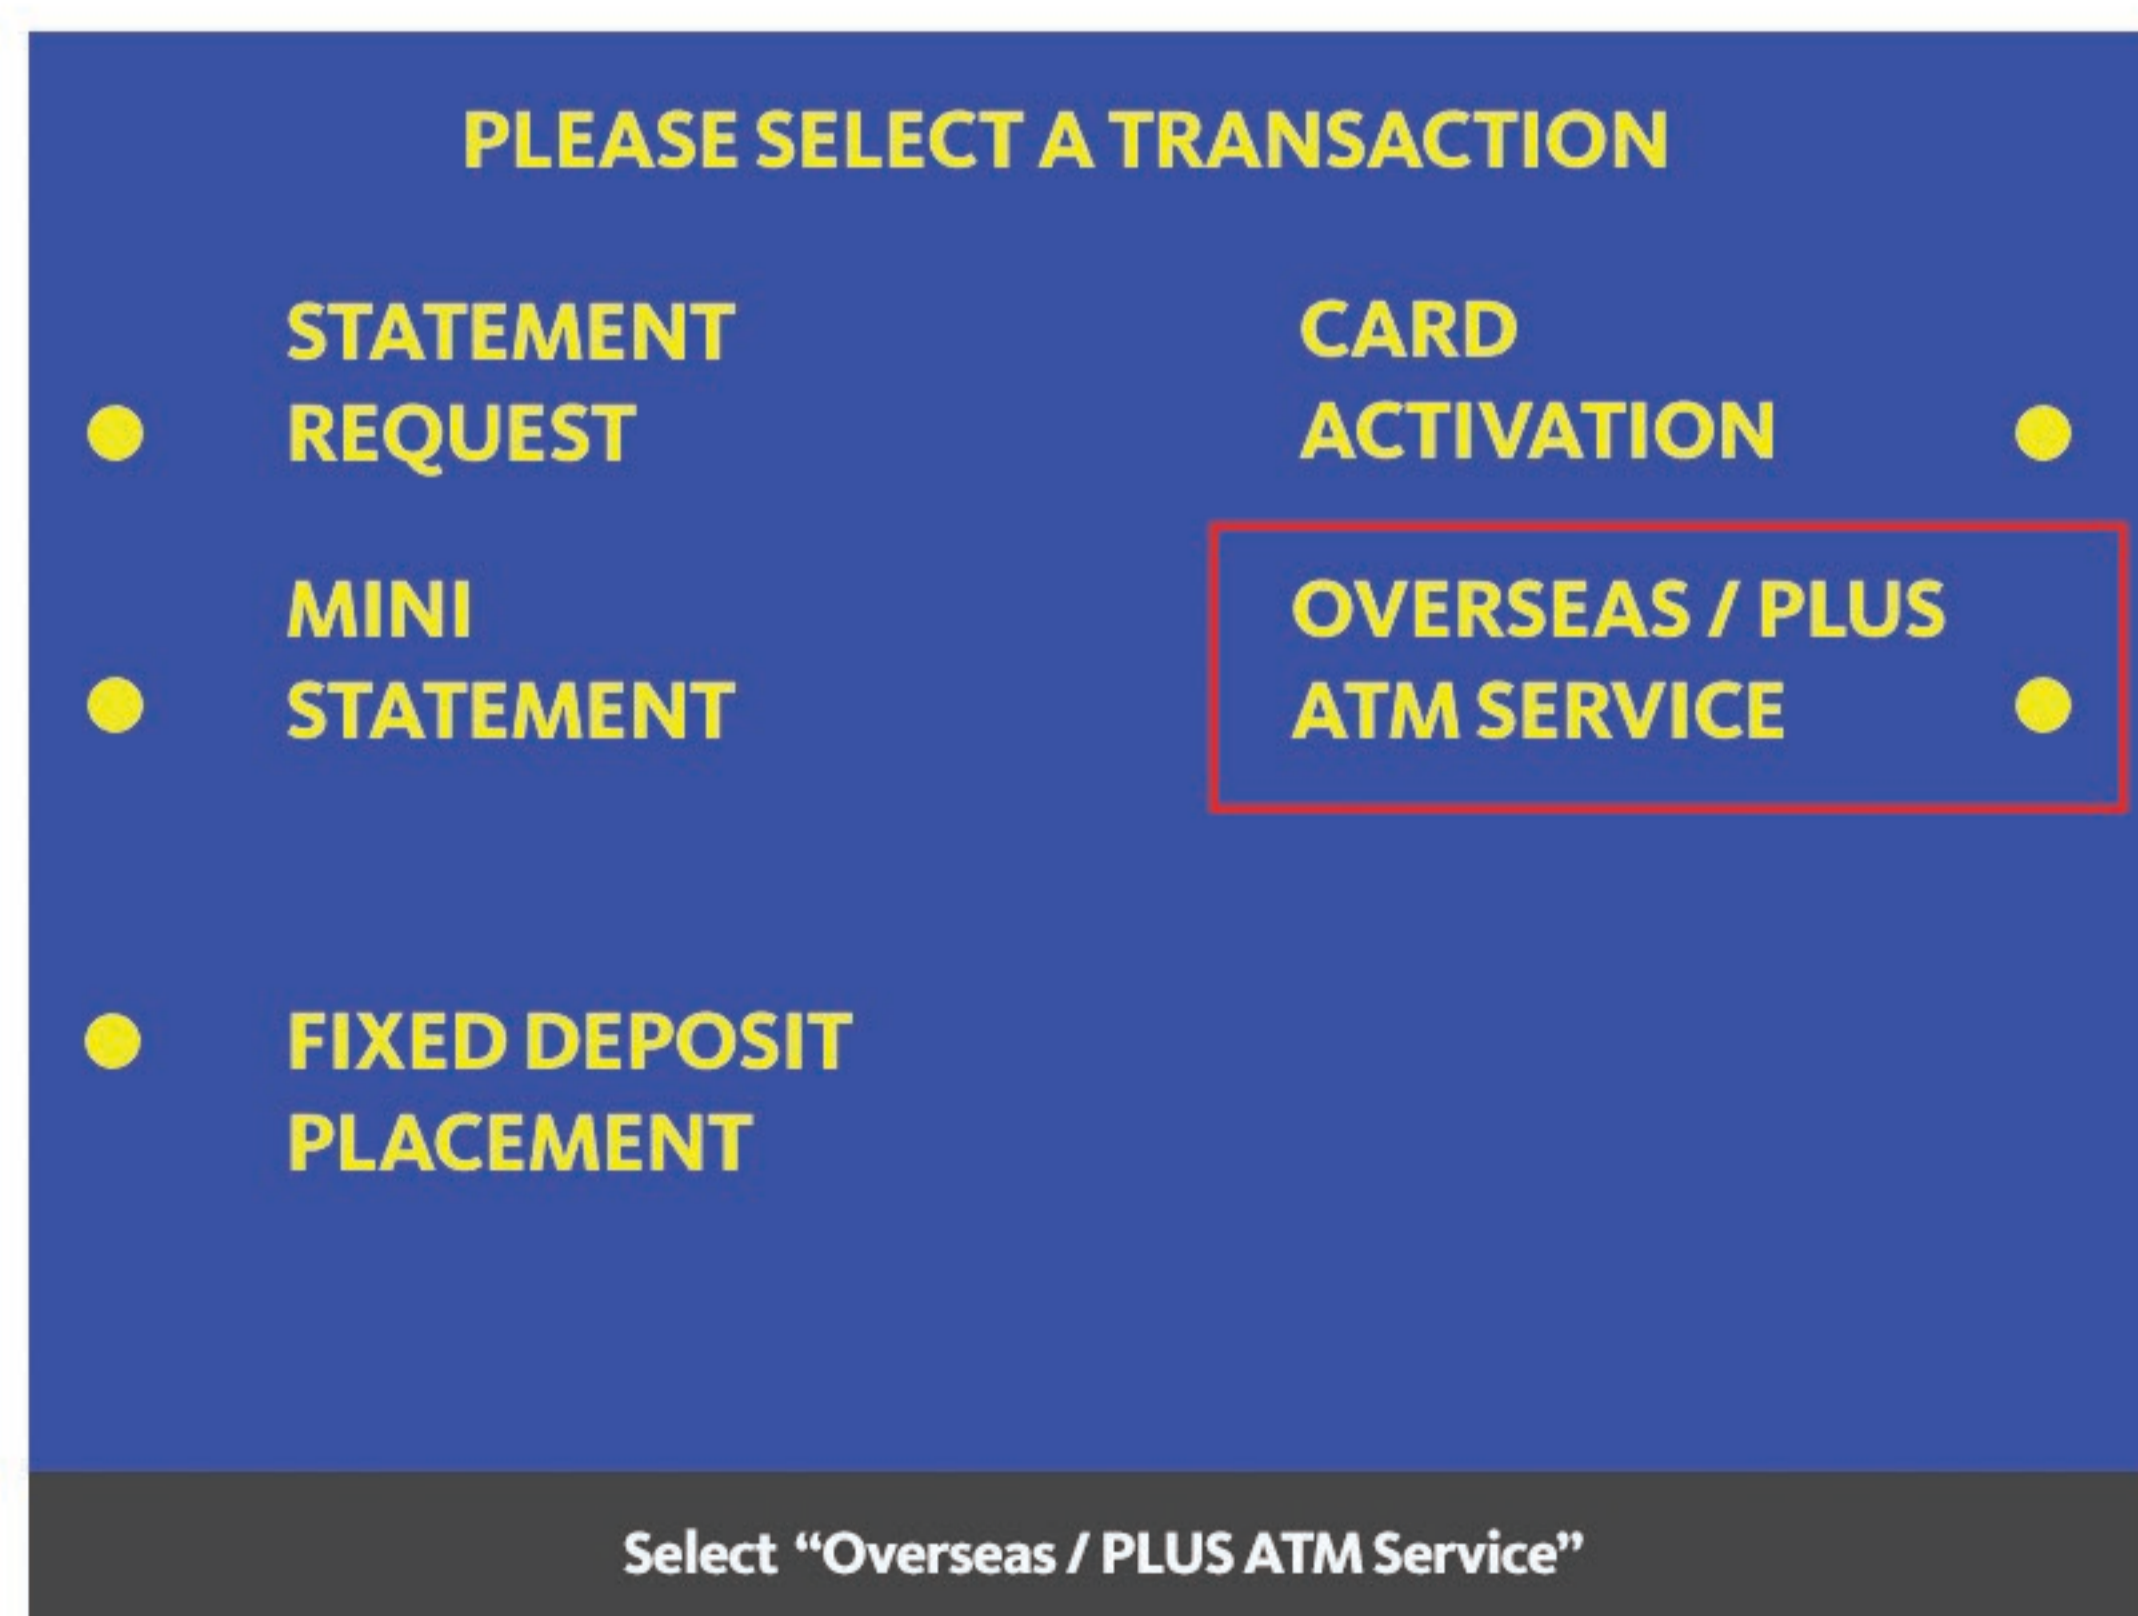 PLEASE SELECT A TRANSACTION
STATEMENT
REQUEST
CARD
ACTIVATION
MINI
STATEMENT
OVERSEAS / PLUS
ATM SERVICE
FIXED DEPOSIT
PLACEMENT
Select “Overseas / PLUS ATM Service”